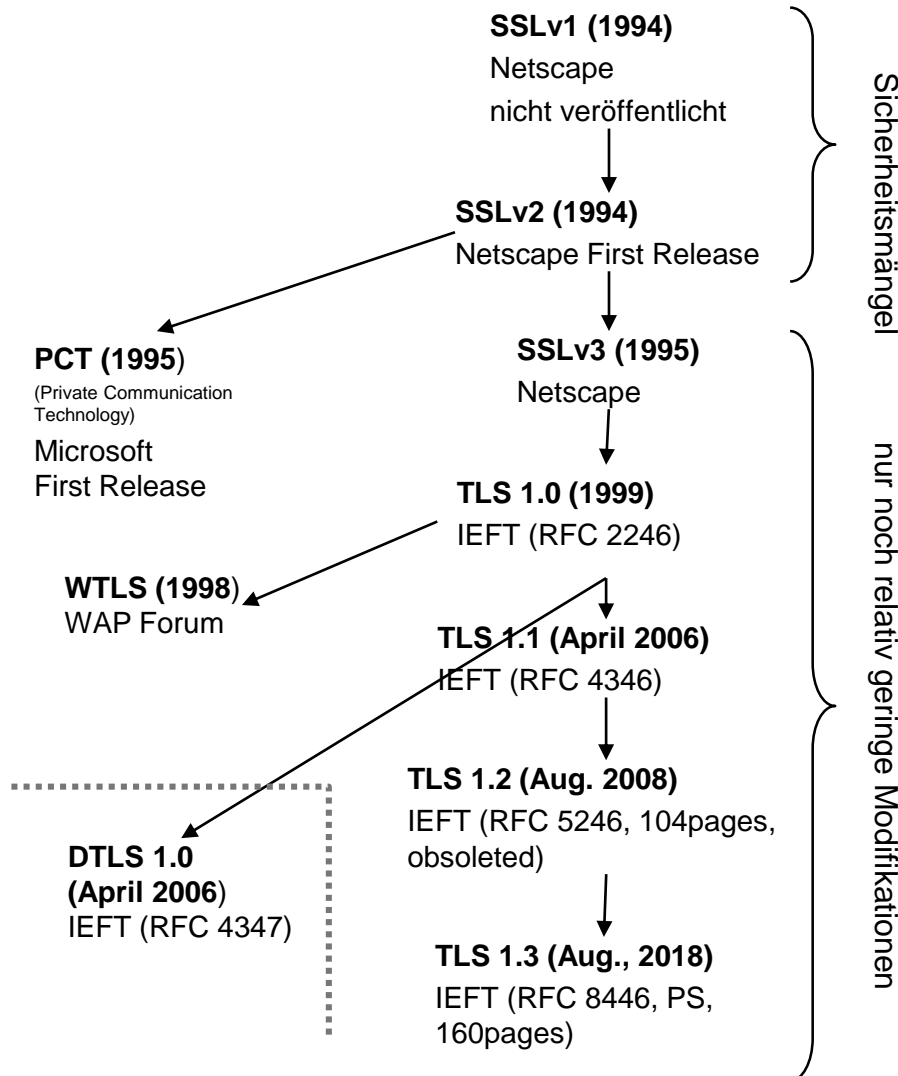 SSLv1 (1994)
Netscape
nicht veröffentlicht
SSLv2 (1994)
Netscape First Release
Sicherheitsmängel
PCT (1995)
(Private Communication
Technology)
Microsoft
First Release
SSLv3 (1995)
Netscape
TLS 1.0 (1999)
IEFT (RFC 2246)
WTLS (1998)
WAP Forum
TLS 1.1 (April 2006)
IEFT (RFC 4346)
TLS 1.2 (Aug. 2008)
IEFT (RFC 5246, 104pages,
obsoleted)
DTLS 1.0
(April 2006)
IEFT (RFC 4347)
TLS 1.3 (Aug., 2018)
IEFT (RFC 8446, PS,
160pages)
nur noch relativ geringe Modifikationen